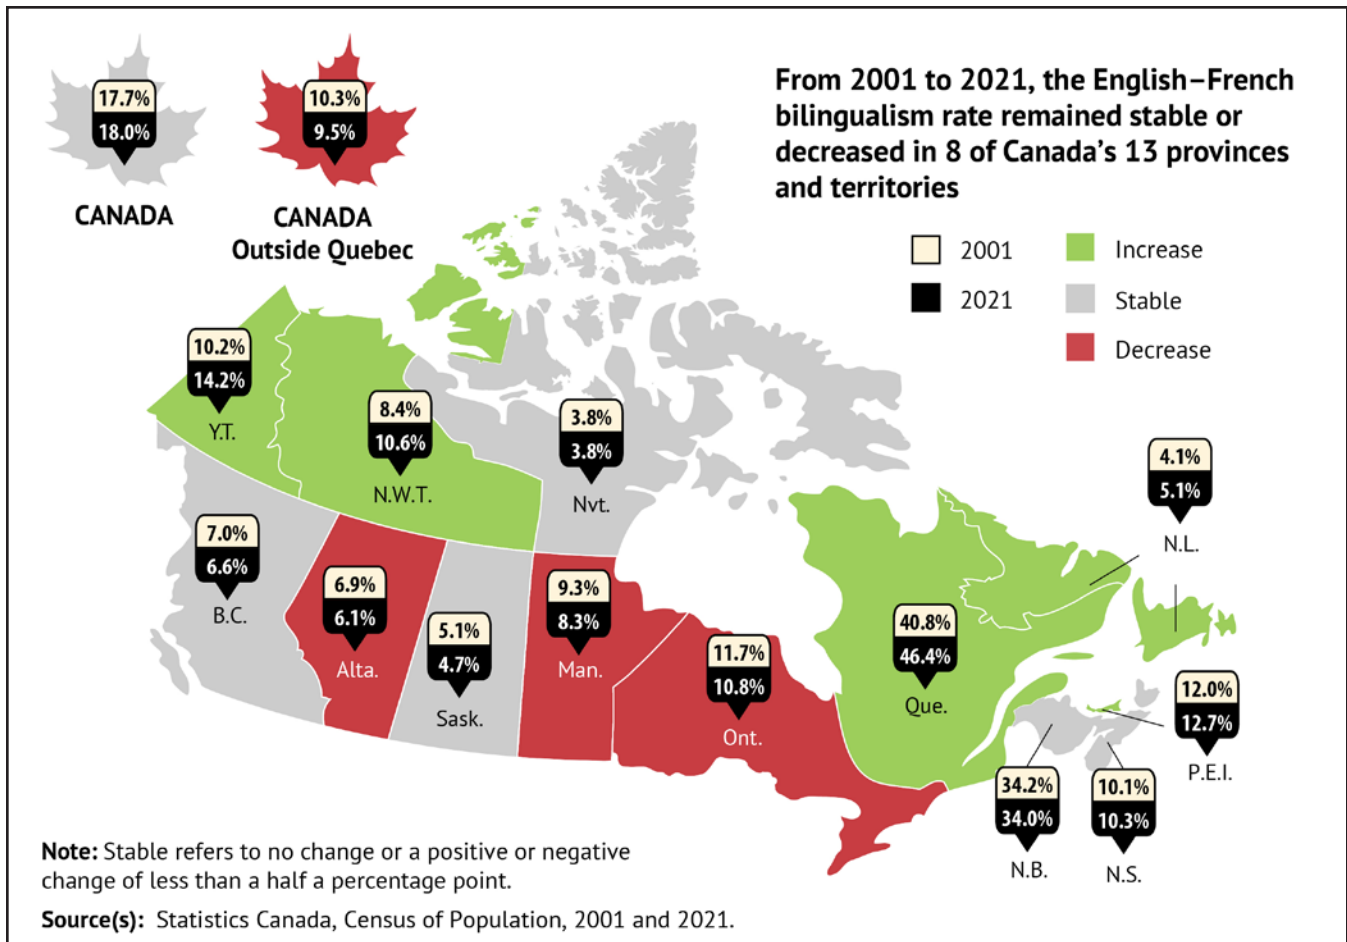 17.7%
18.0%
CANADA
10.3%
9.5%
CANADA
Outside Quebec
From 2001 to 2021, the English–French
bilingualism rate remained stable or
decreased in 8 of Canada's 13 provinces
and territories
2001
2021
Increase
Stable
Decrease
10.2%
14.2%
Y.T.
8.4%
10.6%
N.W.T.
3.8%
3.8%
Nvt.
4.1%
5.1%
N.L.
7.0%
6.6%
B.C.
6.9%
6.1%
Alta.
5.1%
4.7%
Sask.
9.3%
8.3%
Man.
11.7%
10.8%
Ont.
40.8%
46.4%
Que.
12.0%
12.7%
P.E.I.
34.2%
34.0%
N.B.
10.1%
10.3%
N.S.
Note: Stable refers to no change or a positive or negative
change of less than a half a percentage point.
Source(s): Statistics Canada, Census of Population, 2001 and 2021.